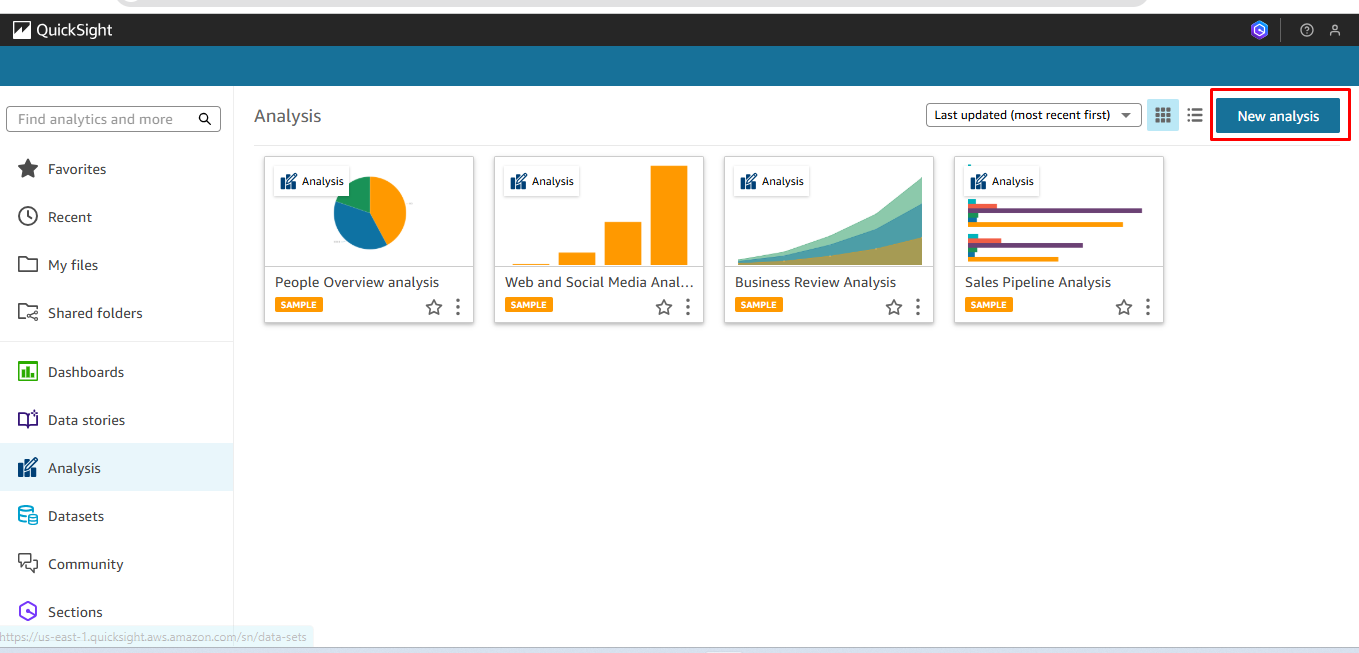 QuickSight
Find analytics and more
Favorites
Recent
My files
Shared folders
Dashboards
Data stories
Analysis
Datasets
Community
Sections
https://us-east-1.quicksight.aws.amazon.com/sn/data-sets
Analysis
Last updated (most recent first)
New analysis
Analysis
People Overview analysis
SAMPLE
Analysis
Web and Social Media Anal...
SAMPLE
Analysis
Business Review Analysis
SAMPLE
Analysis
Sales Pipeline Analysis
SAMPLE